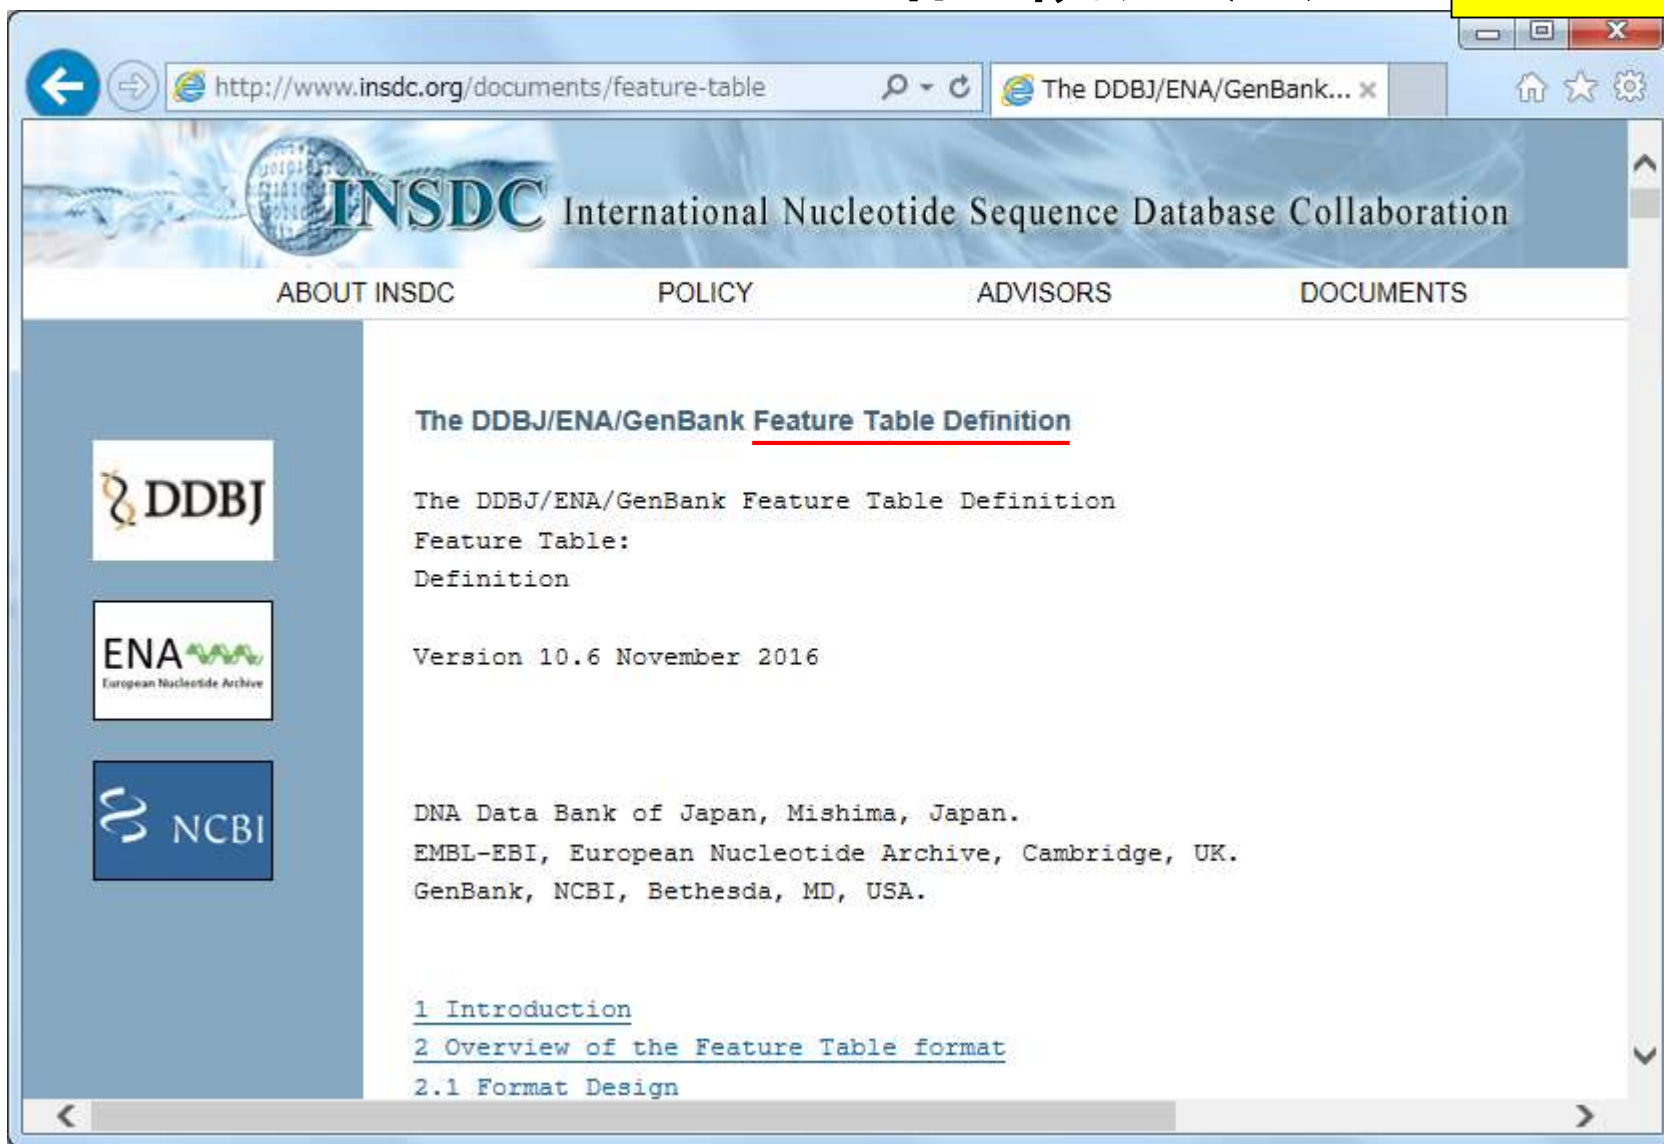 http://www.insdc.org/documents/feature-table
The DDBJ/ENA/GenBank...
INSDC International Nucleotide Sequence Database Collaboration
ABOUT INSDC POLICY ADVISORS DOCUMENTS
The DDBJ/ENA/GenBank Feature Table Definition
DDBJ
The DDBJ/ENA/GenBank Feature Table Definition
Feature Table:
Definition
ENA
European Nucleotide Archive
Version 10.6 November 2016
NCBI
DNA Data Bank of Japan, Mishima, Japan.
EMBL-EBI, European Nucleotide Archive, Cambridge, UK.
GenBank, NCBI, Bethesda, MD, USA.
1 Introduction
2 Overview of the Feature Table format
2.1 Format Design